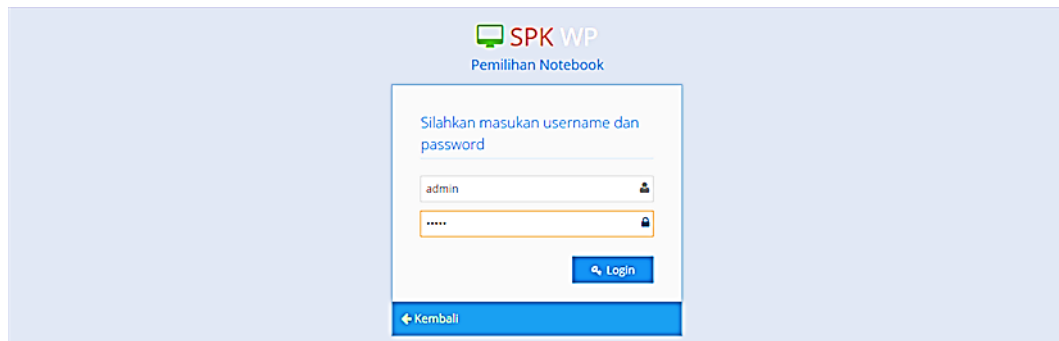 SPK WP
Pemilihan Notebook
Silahkan masukan username dan
password
admin
•••••
Login
Kembali